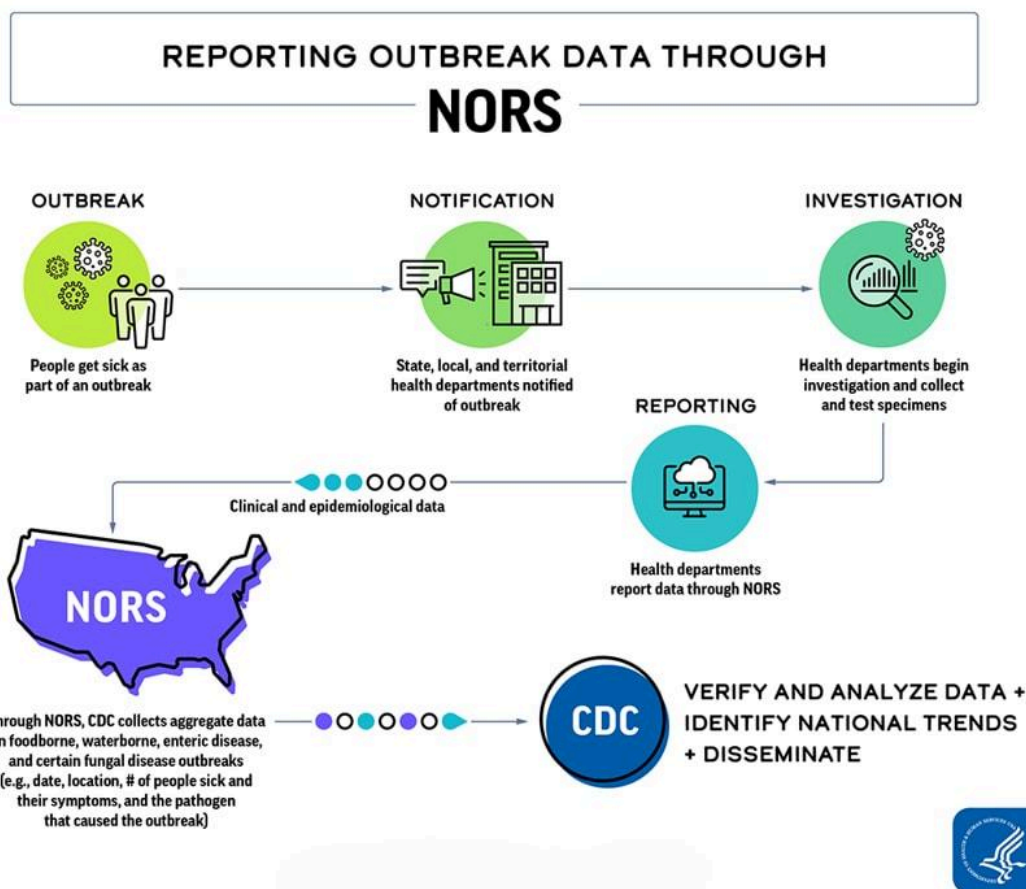 REPORTING OUTBREAK DATA THROUGH
NORS
OUTBREAK
People get sick as
part of an outbreak
NOTIFICATION
State, local, and territorial
health departments notified
of outbreak
INVESTIGATION
Health departments begin
investigation and collect
and test specimens
REPORTING
Health departments
report data through NORS
Clinical and epidemiological data
NORS
hrough NORS, CDC collects aggregate data
n foodborne, waterborne, enteric disease,
and certain fungal disease outbreaks
(e.g., date, location, # of people sick and
their symptoms, and the pathogen
that caused the outbreak)
CDC
VERIFY AND ANALYZE DATA +
IDENTIFY NATIONAL TRENDS
+ DISSEMINATE